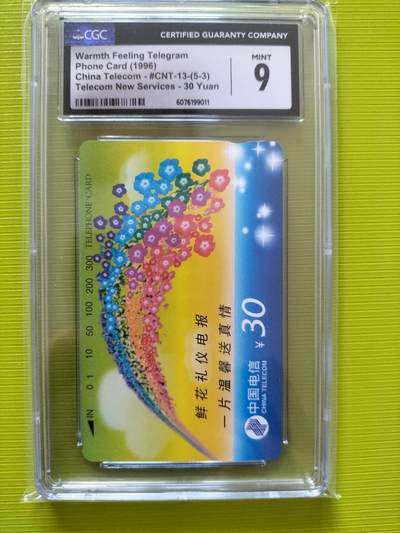 CGC
CERTIFIED GUARANTY COMPANY
Warmth Feeling Telegram
Phone Card (1996)
China Telecom - #CNT-13-(5-3)
Telecom New Services - 30 Yuan
6076199011
MINT
9
IN 0 1 10 50 100 200 300 TELEPHONE CARD
鲜花礼仪电报
一片温馨送真情
中国电信
CHINA TELECOM
¥30